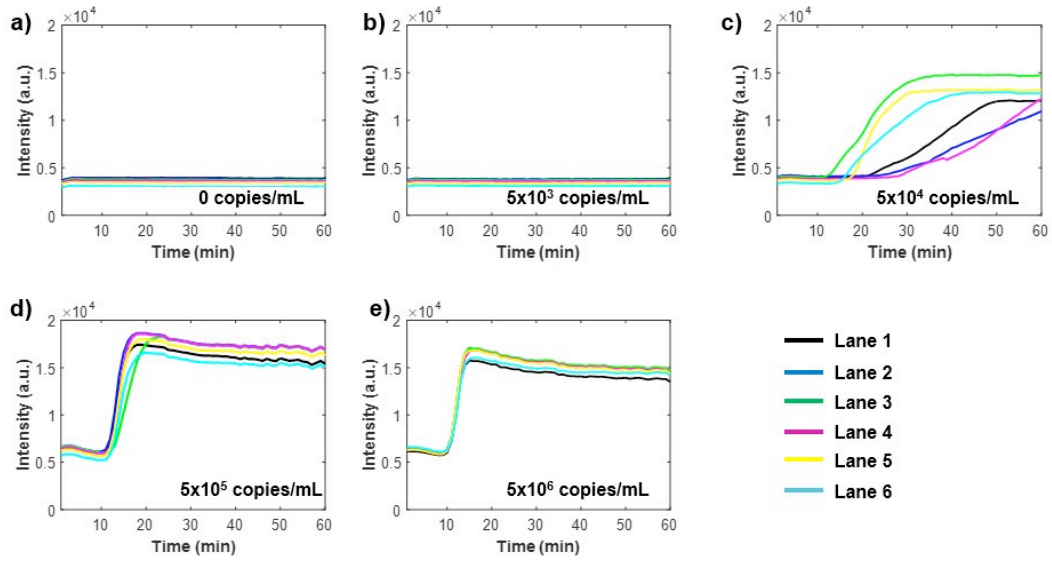 a)
×10⁴
2
1.5
1
0.5
0
Intensity (a.u.)
0 copies/mL
10 20 30 40 50 60
Time (min)
b)
×10⁴
2
1.5
1
0.5
0
Intensity (a.u.)
5x10³ copies/mL
10 20 30 40 50 60
Time (min)
c)
×10⁴
2
1.5
1
0.5
0
Intensity (a.u.)
5x10⁴ copies/mL
10 20 30 40 50 60
Time (min)
d)
×10⁴
2
1.5
1
0.5
0
Intensity (a.u.)
5x10⁵ copies/mL
10 20 30 40 50 60
Time (min)
e)
×10⁴
2
1.5
1
0.5
0
Intensity (a.u.)
5x10⁶ copies/mL
10 20 30 40 50 60
Time (min)
Lane 1
Lane 2
Lane 3
Lane 4
Lane 5
Lane 6